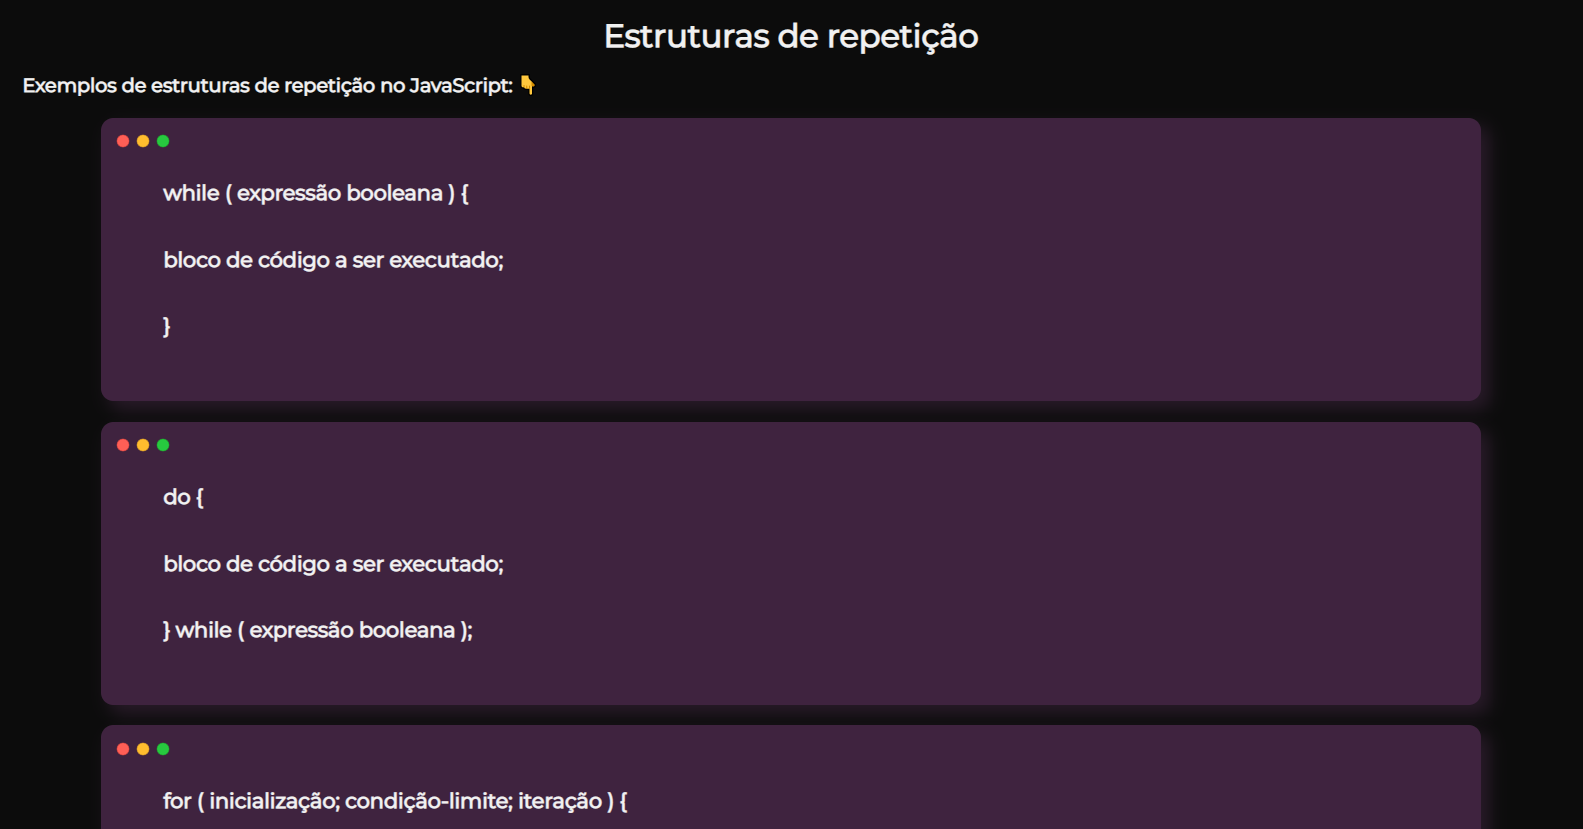 Estruturas de repetição
Exemplos de estruturas de repetição no JavaScript: 👇
while ( expressão booleana ) {
bloco de código a ser executado;
}
do {
bloco de código a ser executado;
} while ( expressão booleana );
for ( inicialização; condição-limite; iteração ) {